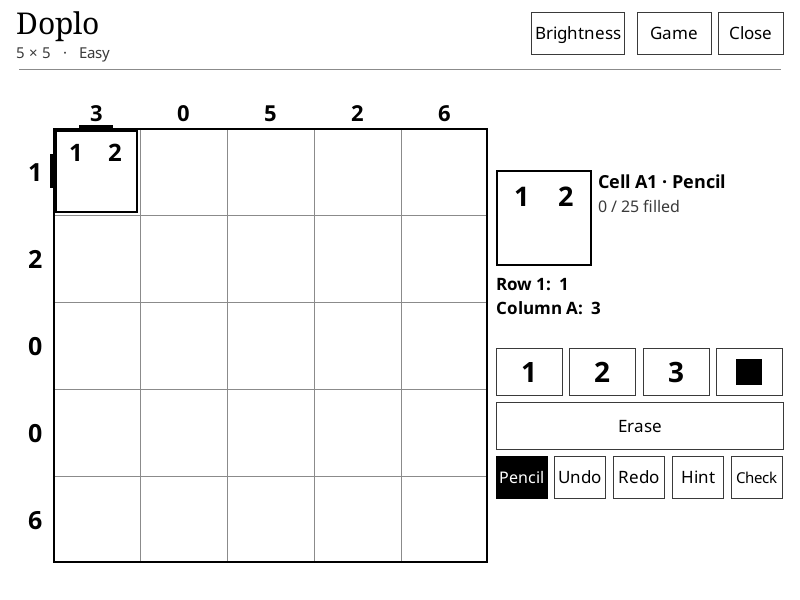 Doplo
5 × 5 · Easy
Brightness
Game
Close
3 0 5 2 6
1
2
0
0
6
1 2
1 2
Cell A1 · Pencil
0 / 25 filled
Row 1: 1
Column A: 3
1 2 3
Erase
Pencil Undo Redo Hint Check